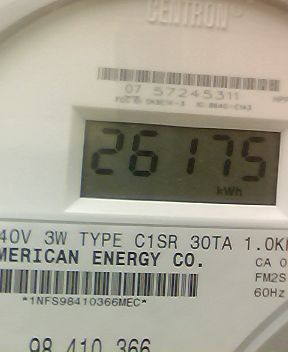 CENTRON®
07 57245311
26175
kWh
40V 3W TYPE C1SR 30TA 1.0K
MERICAN ENERGY CO.
CA 0
FM2S
60Hz
*1NFS98410366MEC*
98 410 366